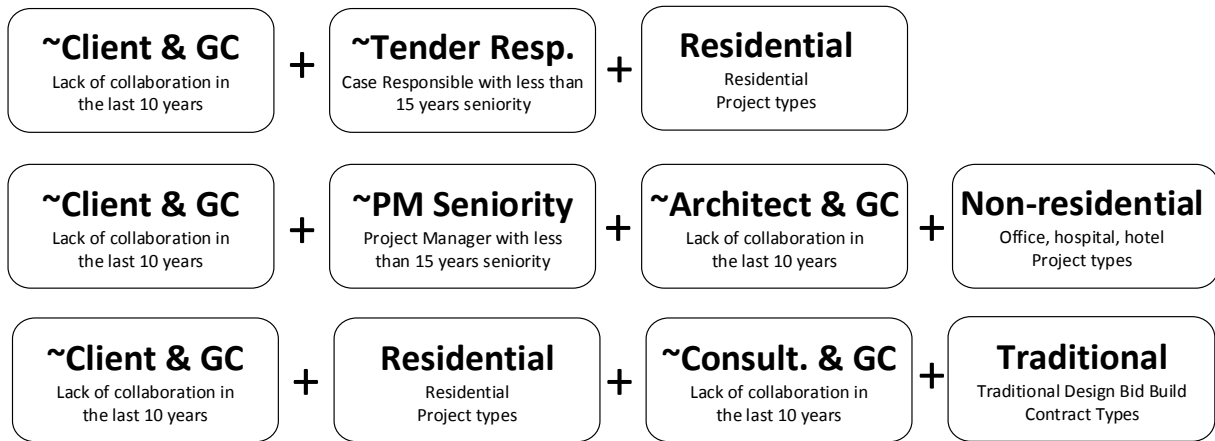 ~Client & GC
Lack of collaboration in
the last 10 years
+
~Tender Resp.
Case Responsible with less than
15 years seniority
+
Residential
Residential
Project types
~Client & GC
Lack of collaboration in
the last 10 years
+
~PM Seniority
Project Manager with less
than 15 years seniority
+
~Architect & GC
Lack of collaboration in
the last 10 years
+
Non-residential
Office, hospital, hotel
Project types
~Client & GC
Lack of collaboration in
the last 10 years
+
Residential
Residential
Project types
+
~Consult. & GC
Lack of collaboration in
the last 10 years
+
Traditional
Traditional Design Bid Build
Contract Types